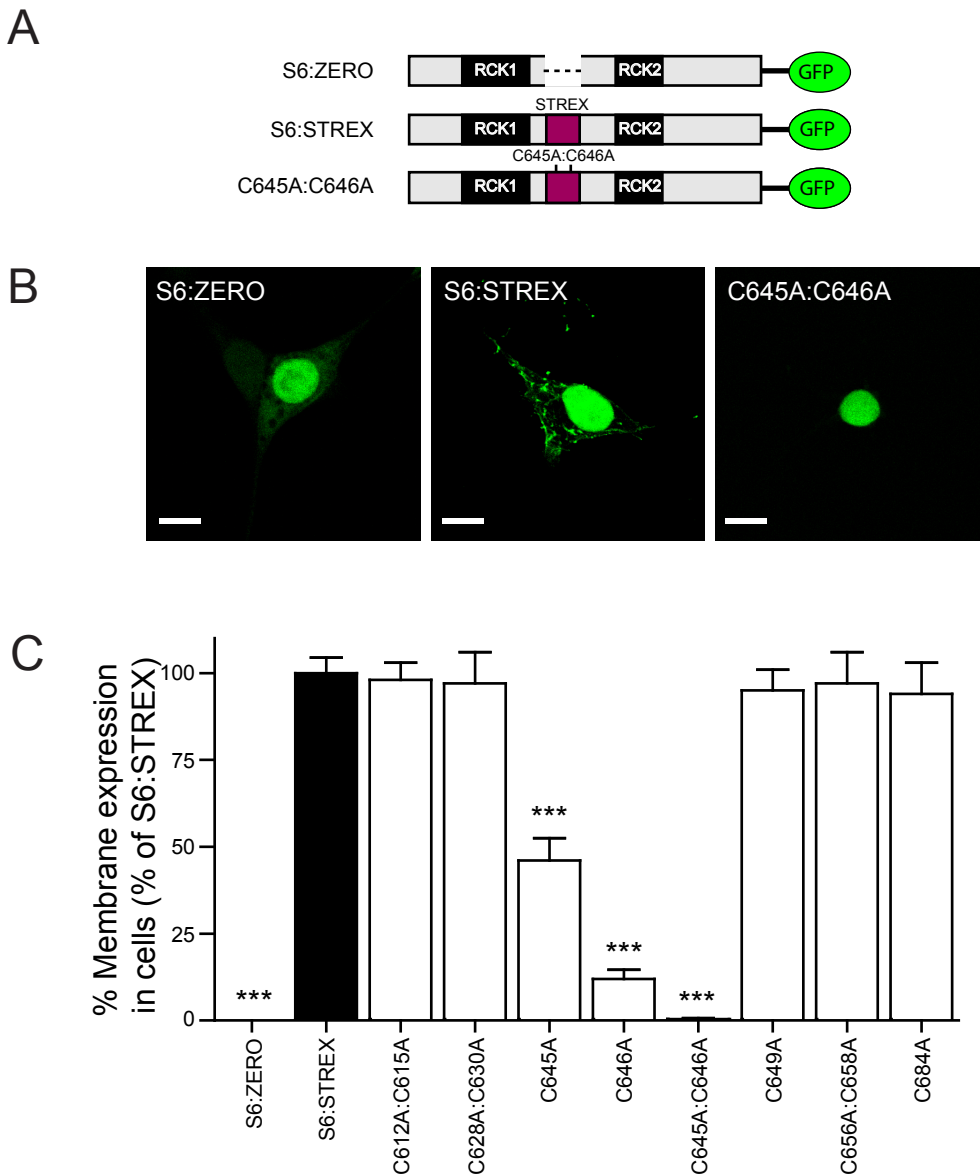 A
S6:ZERO
RCK1
RCK2
GFP
STREX
S6:STREX
RCK1
RCK2
GFP
C645A:C646A
C645A:C646A
RCK1
RCK2
GFP
B
S6:ZERO
S6:STREX
C645A:C646A
C
% Membrane expression
in cells (% of S6:STREX)
100
75
50
25
0
***
***
***
***
S6:ZERO
S6:STREX
C612A:C615A
C628A:C630A
C645A
C646A
C645A:C646A
C649A
C656A:C658A
C684A